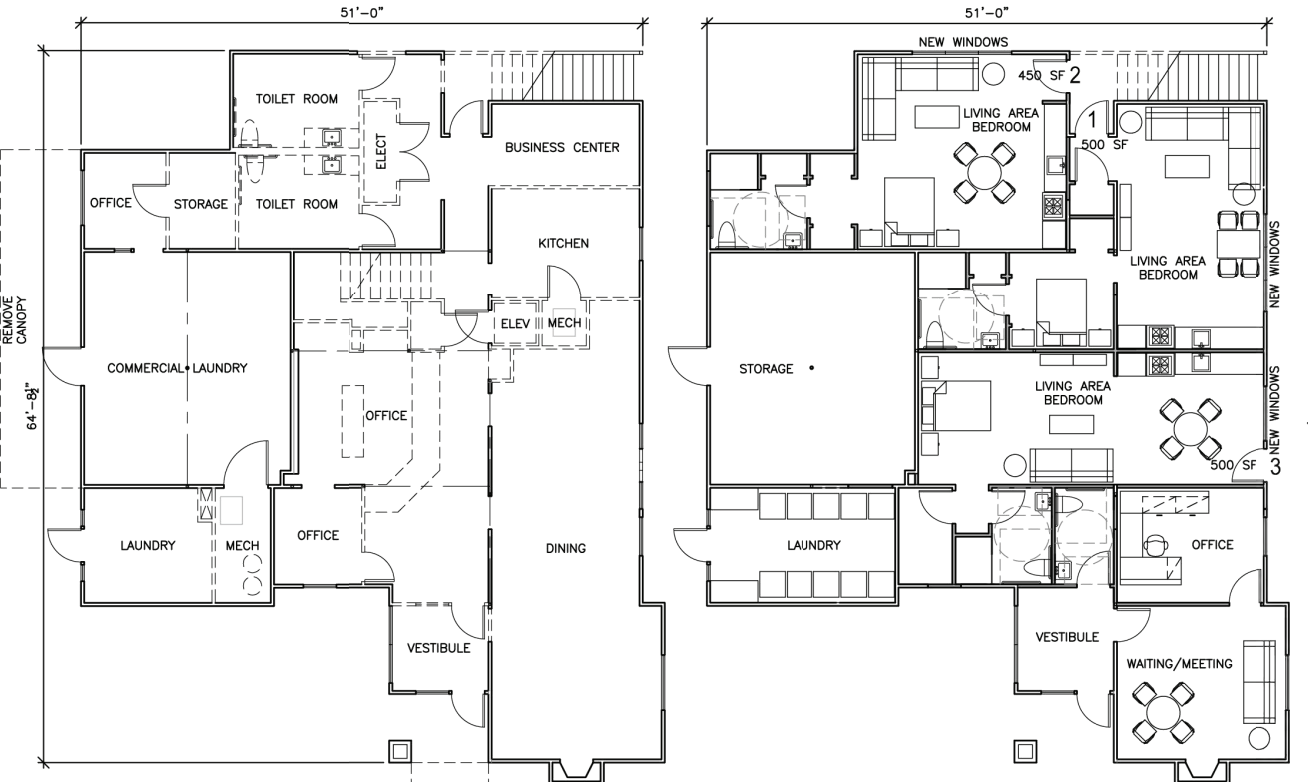 51'-0"
TOILET ROOM
ELECT
BUSINESS CENTER
OFFICE
STORAGE
TOILET ROOM
KITCHEN
REMOVE
CANOPY
ELEV
MECH
COMMERCIAL LAUNDRY
OFFICE
64'-8½"
LAUNDRY
MECH
OFFICE
DINING
VESTIBULE
51'-0"
NEW WINDOWS
450 SF 2
LIVING AREA
BEDROOM
1
500 SF
LIVING AREA
BEDROOM
NEW WINDOWS
STORAGE
LIVING AREA
BEDROOM
NEW WINDOWS
500 SF 3
LAUNDRY
OFFICE
VESTIBULE
WAITING/MEETING